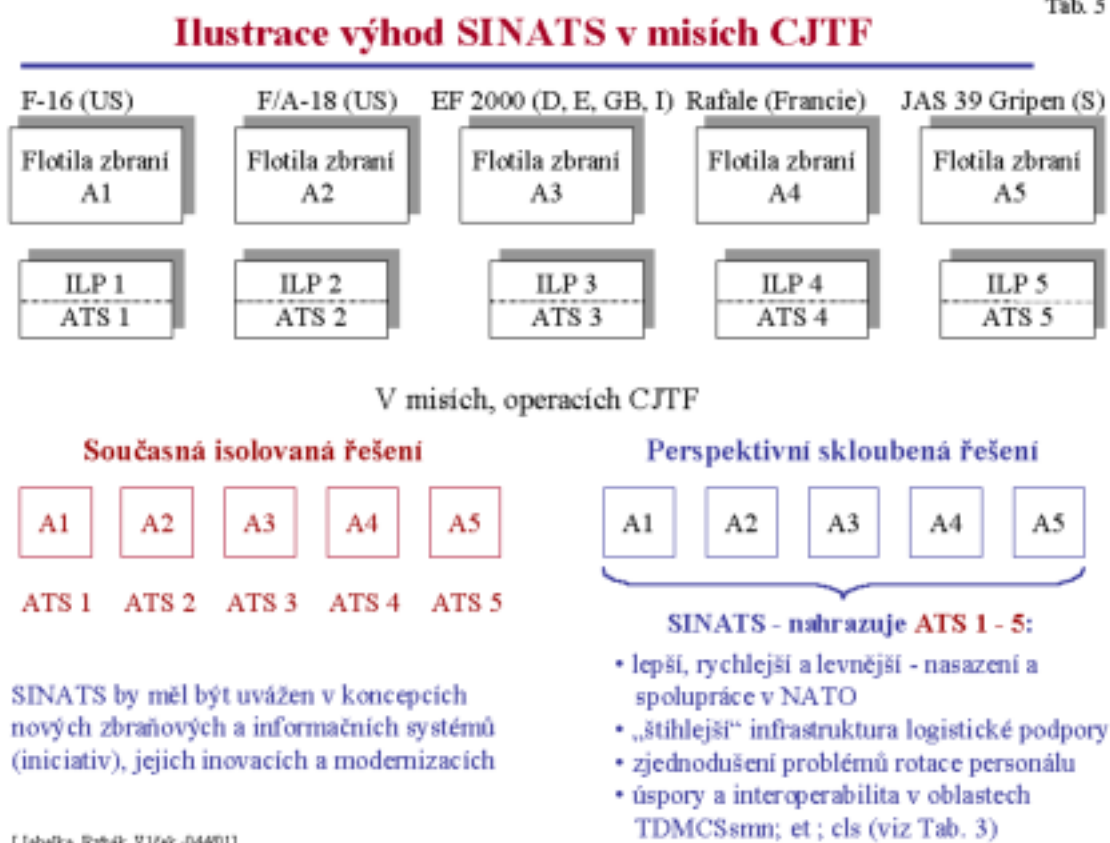 Tab. 5
Ilustrace výhod SINATS v misích CJTF
F-16 (US) F/A-18 (US) EF 2000 (D, E, GB, I) Rafale (Francie) JAS 39 Gripen (S)
Flotila zbraní Flotila zbraní Flotila zbraní Flotila zbraní Flotila zbraní
A1 A2 A3 A4 A5
ILP 1 ILP 2 ILP 3 ILP 4 ILP 5
ATS 1 ATS 2 ATS 3 ATS 4 ATS 5
V misích, operacích CJTF
Současná isolovaná řešení
A1 A2 A3 A4 A5
ATS 1 ATS 2 ATS 3 ATS 4 ATS 5
SINATS by měl být uvážen v koncepcích
nových zbraňových a informačních systémů
(iniciativ), jejich inovacích a modernizacích
Perspektivní skloubená řešení
A1 A2 A3 A4 A5
SINATS - nahrazuje ATS 1 - 5:
• lepší, rychlejší a levnější - nasazení a
spolupráce v NATO
• „štíhlejší“ infrastruktura logistické podpory
• zjednodušení problémů rotace personálu
• úspory a interoperabilita v oblastech
TDMCSsmn; et ; cls (viz Tab. 3)